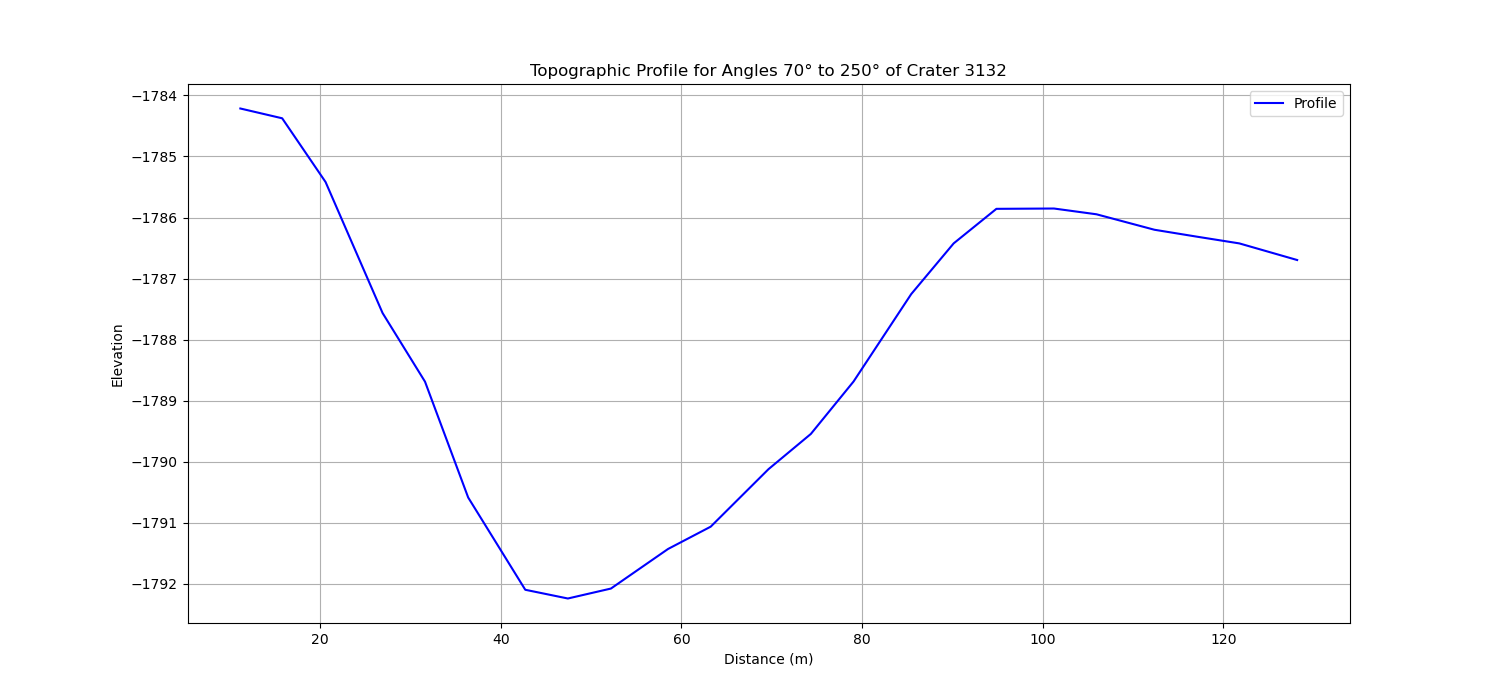 Topographic Profile for Angles 70° to 250° of Crater 3132
Profile
Elevation
−1784
−1785
−1786
−1787
−1788
−1789
−1790
−1791
−1792
20 40 60 80 100 120
Distance (m)